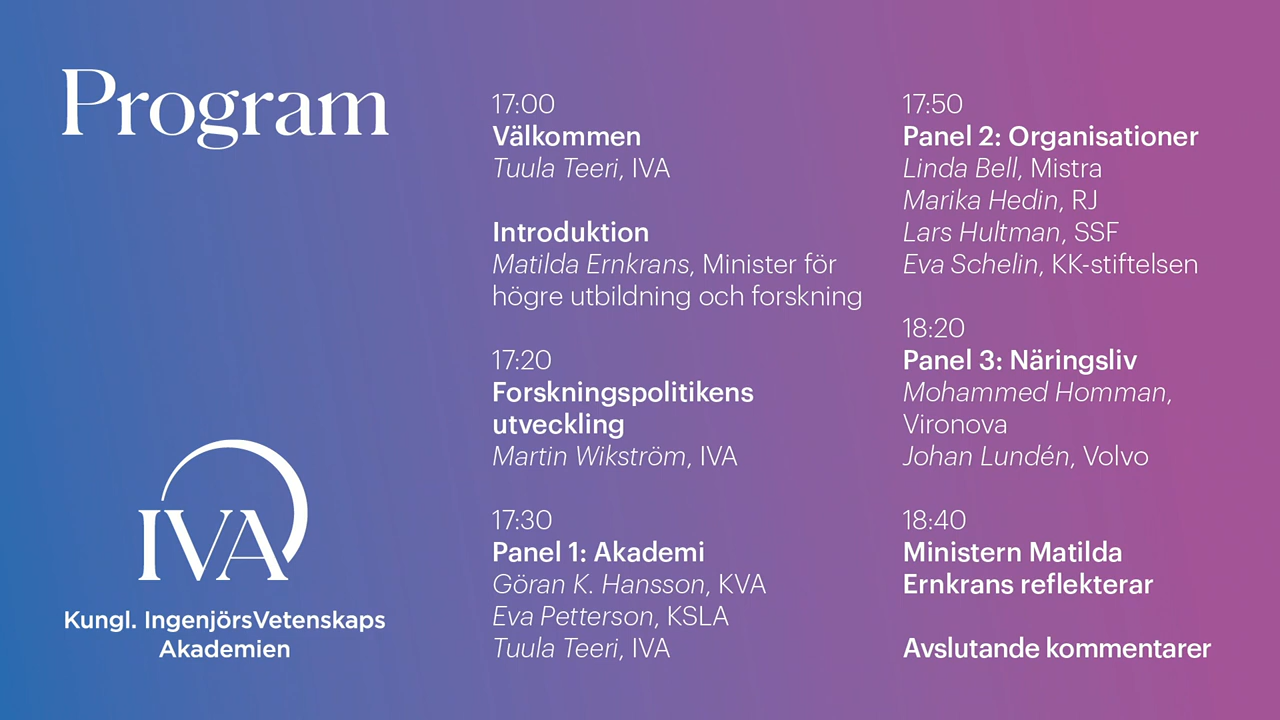 Program
IVA
Kungl. IngenjörsVetenskaps
Akademien
17:00
Välkommen
Tuula Teeri, IVA
Introduktion
Matilda Ernkrans, Minister för
högre utbildning och forskning
17:20
Forskningspolitikens
utveckling
Martin Wikström, IVA
17:30
Panel 1: Akademi
Göran K. Hansson, KVA
Eva Petterson, KSLA
Tuula Teeri, IVA
17:50
Panel 2: Organisationer
Linda Bell, Mistra
Marika Hedin, RJ
Lars Hultman, SSF
Eva Schelin, KK-stiftelsen
18:20
Panel 3: Näringsliv
Mohammed Homman,
Vironova
Johan Lundén, Volvo
18:40
Ministern Matilda
Ernkrans reflekterar
Avslutande kommentarer